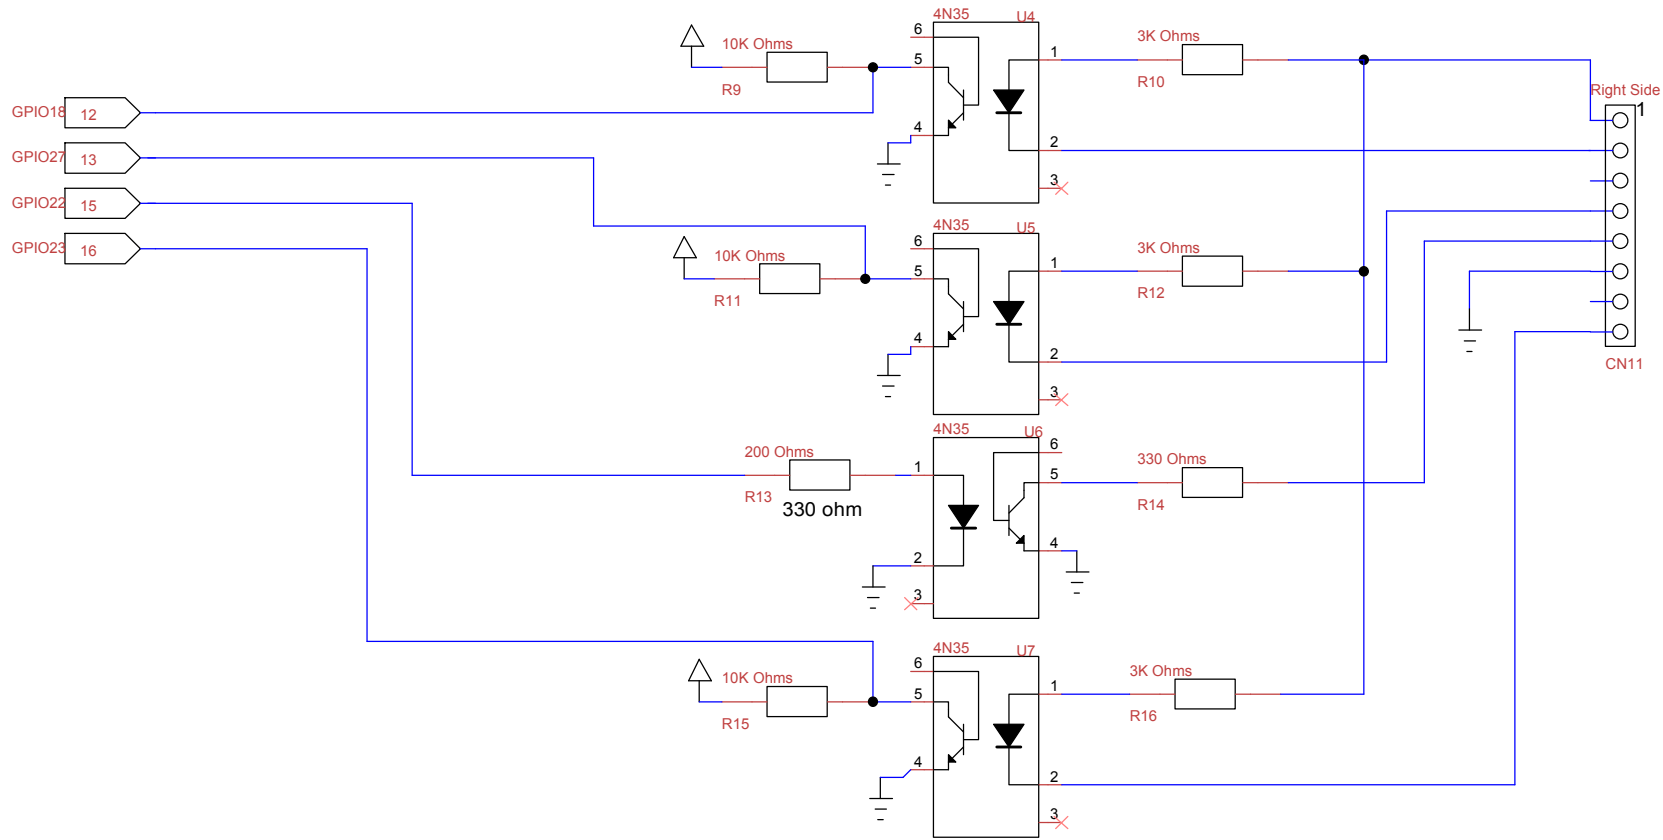 4N35
U4
6
10K Ohms
3K Ohms
5
1
R9
R10
Right Side
1
GPIO18
12
4
2
GPIO27
13
3
GPIO22
15
4N35
U5
GPIO23
16
6
10K Ohms
3K Ohms
5
1
R11
R12
4
2
CN11
3
4N35
U6
6
200 Ohms
330 Ohms
1
5
R13
R14
330 ohm
4
2
3
4N35
U7
6
10K Ohms
3K Ohms
5
1
R15
R16
4
2
3